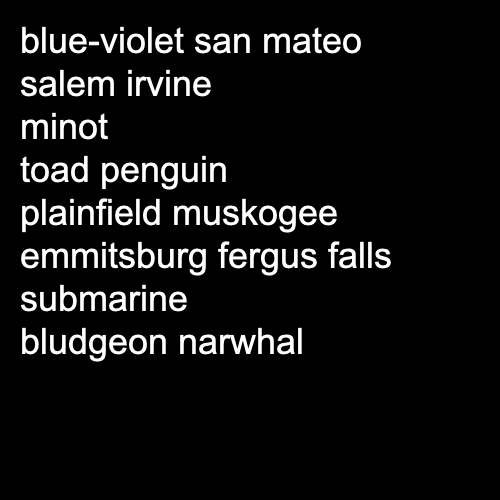 blue-violet san mateo
salem irvine
minot
toad penguin
plainfield muskogee
emmitsburg fergus falls
submarine
bludgeon narwhal